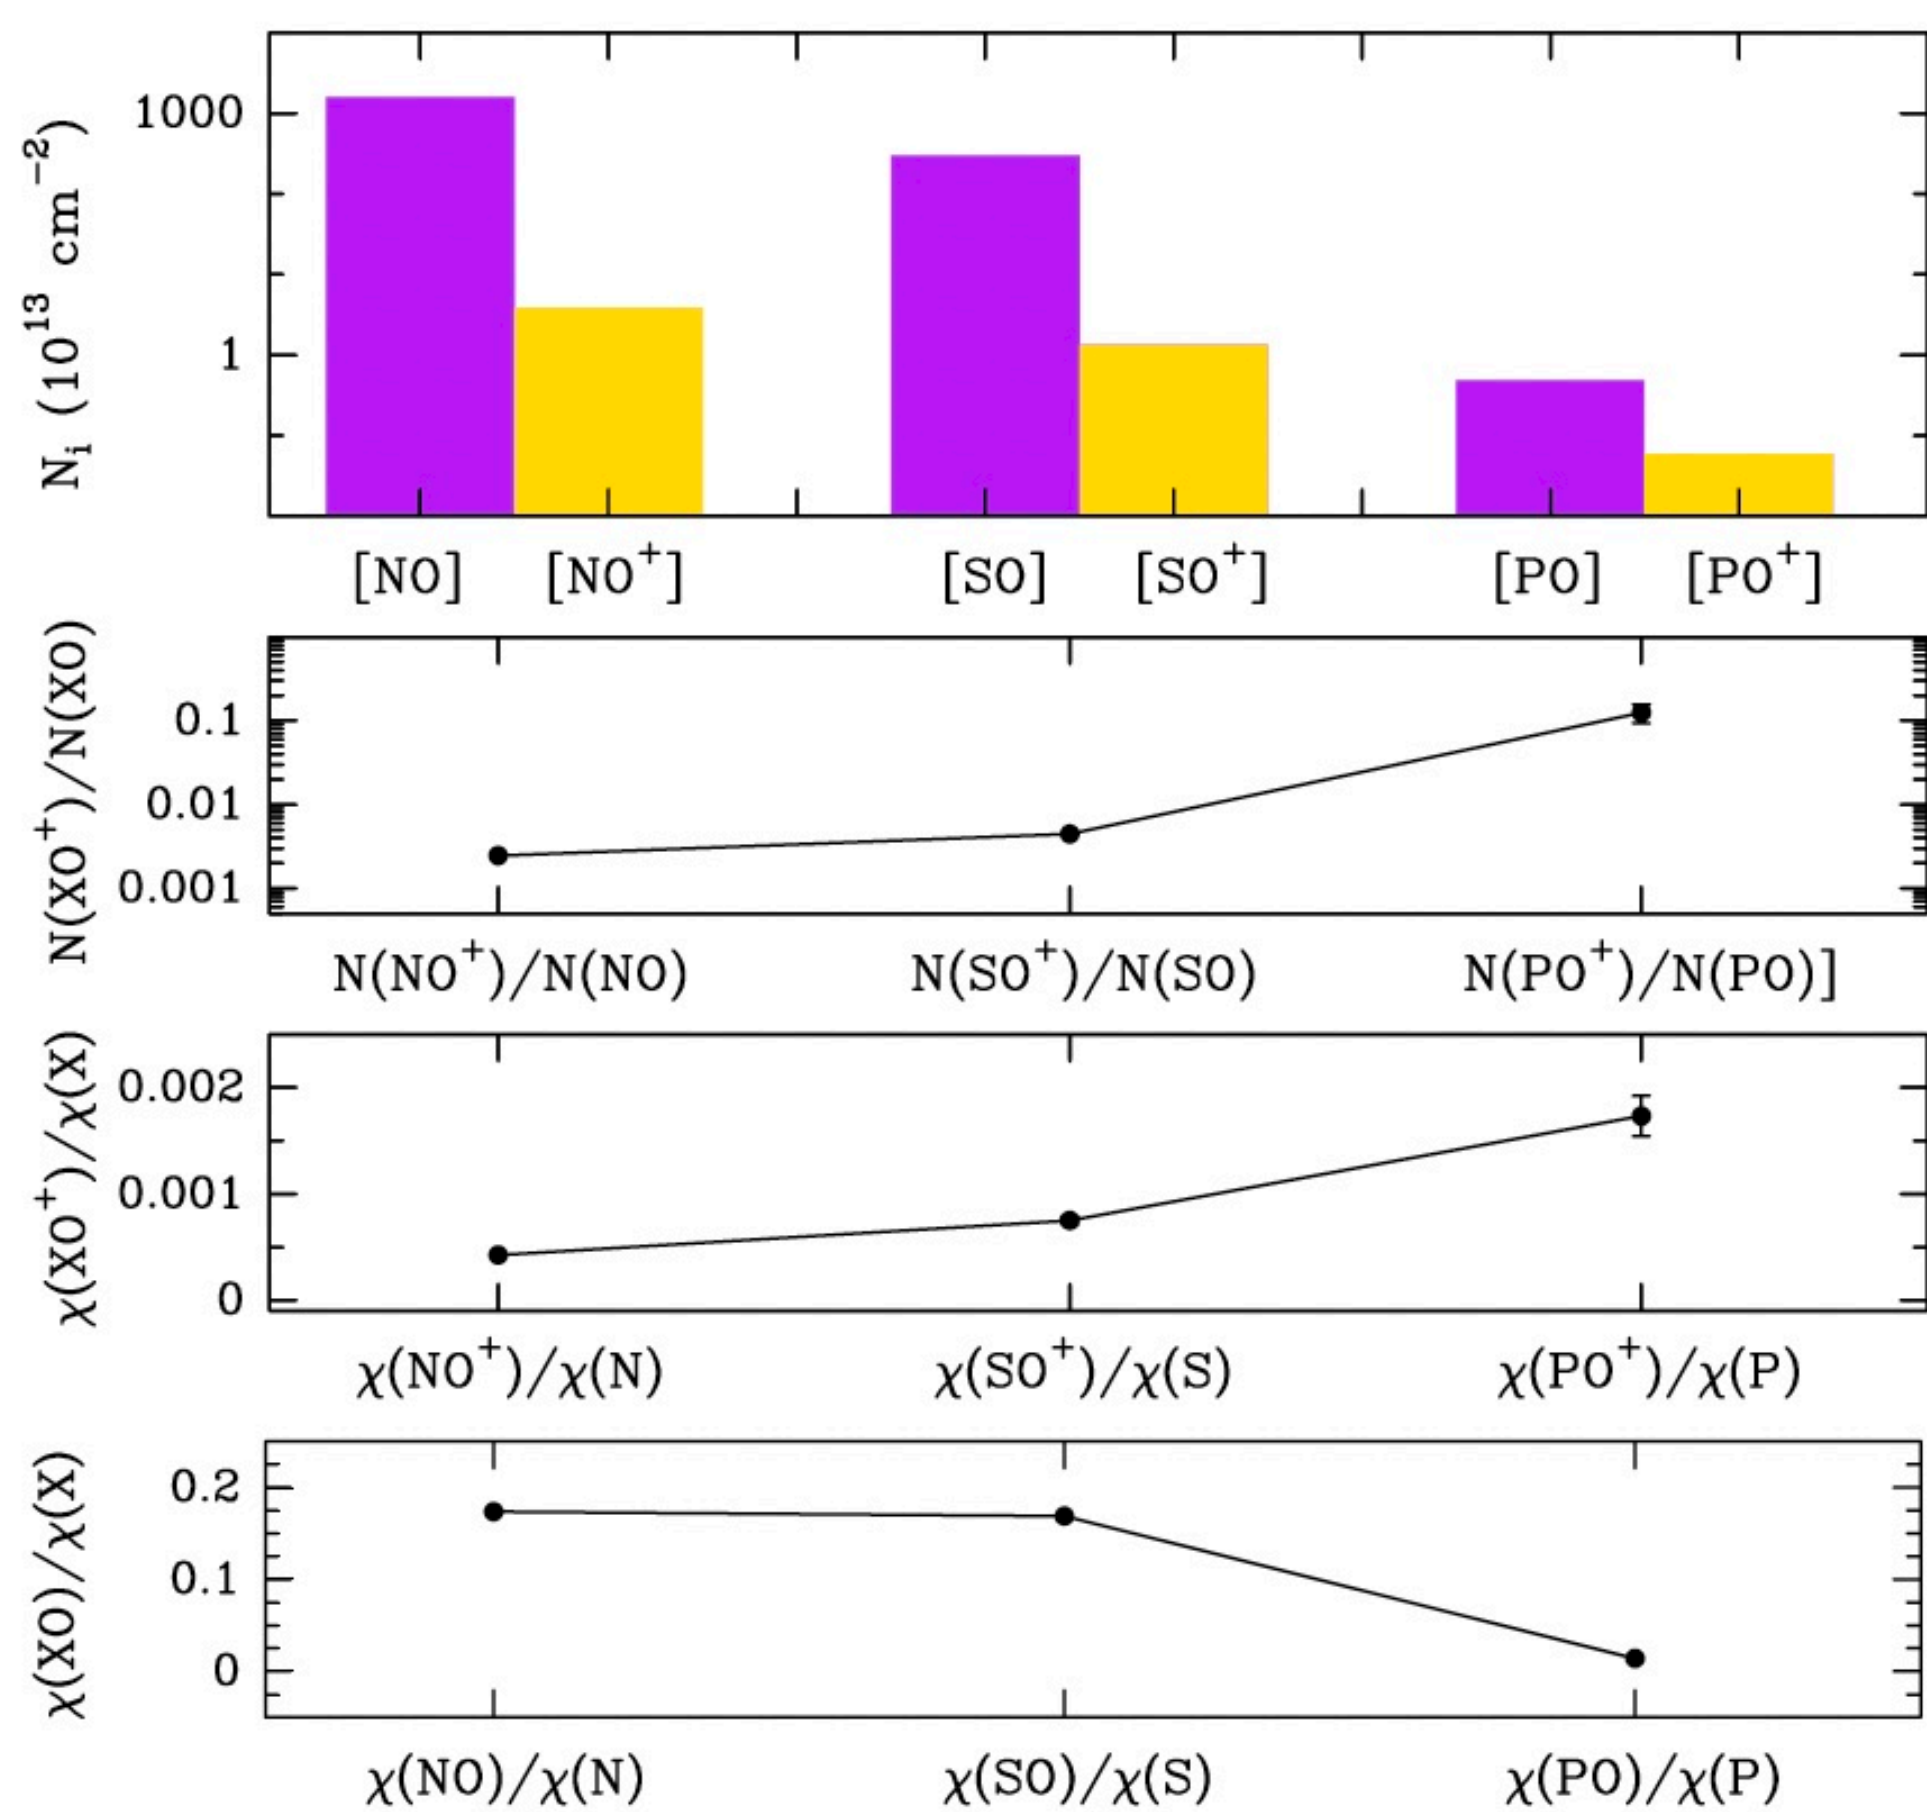 N_i (10^13 cm^−2)
1000
1
[NO] [NO^+] [SO] [SO^+] [PO] [PO^+]
N(XO^+)/N(XO)
0.1
0.01
0.001
N(NO^+)/N(NO) N(SO^+)/N(SO) N(PO^+)/N(PO)]
χ(XO^+)/χ(X)
0.002
0.001
0
χ(NO^+)/χ(N) χ(SO^+)/χ(S) χ(PO^+)/χ(P)
χ(XO)/χ(X)
0.2
0.1
0
χ(NO)/χ(N) χ(SO)/χ(S) χ(PO)/χ(P)